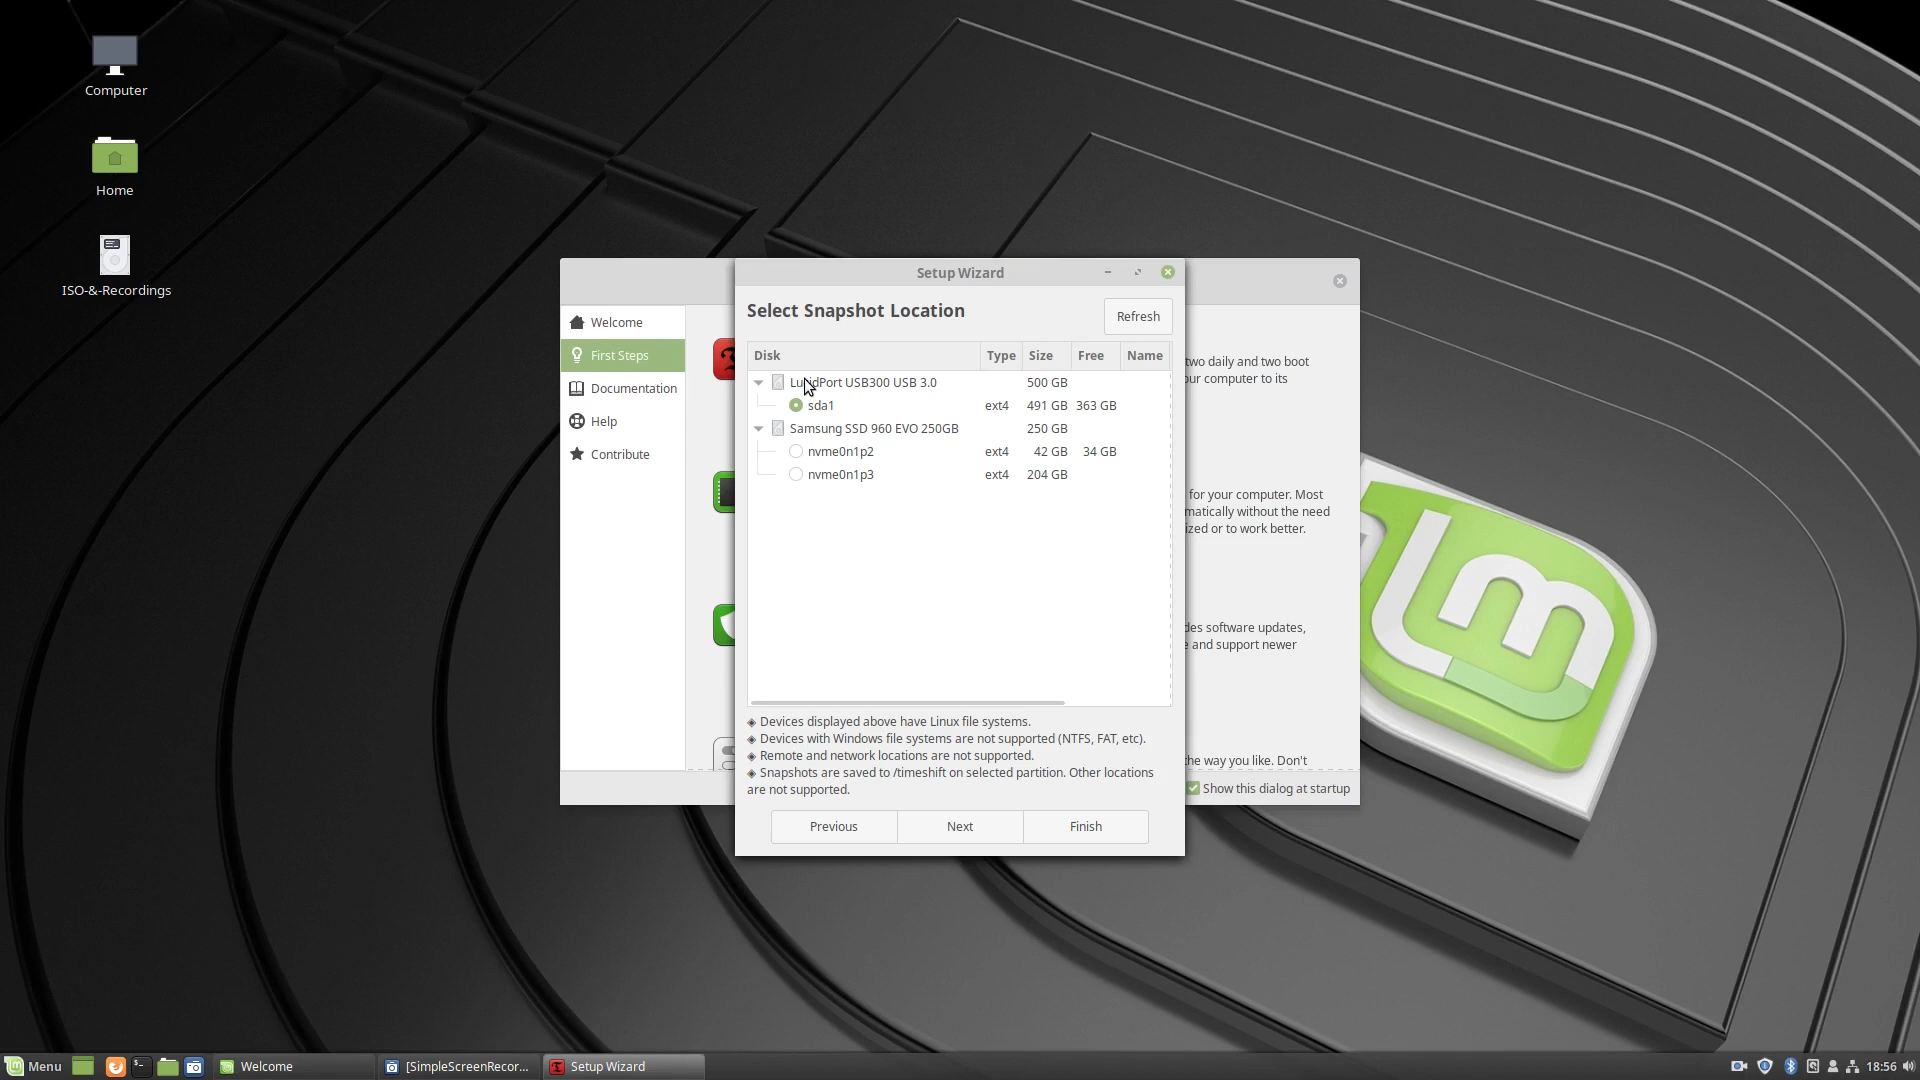 Computer
Home
ISO-&-Recordings
Setup Wizard
Select Snapshot Location
Refresh
Disk Type Size Free Name
LucidPort USB300 USB 3.0 500 GB
sda1 ext4 491 GB 363 GB
Samsung SSD 960 EVO 250GB 250 GB
nvme0n1p2 ext4 42 GB 34 GB
nvme0n1p3 ext4 204 GB
◈ Devices displayed above have Linux file systems.
◈ Devices with Windows file systems are not supported (NTFS, FAT, etc).
◈ Remote and network locations are not supported.
◈ Snapshots are saved to /timeshift on selected partition. Other locations
are not supported.
Previous Next Finish
Welcome
First Steps
Documentation
Help
Contribute
two daily and two boot
our computer to its
for your computer. Most
matically without the need
ized or to work better.
des software updates,
e and support newer
the way you like. Don't
Show this dialog at startup
Menu Welcome [SimpleScreenRecor... Setup Wizard 18:56